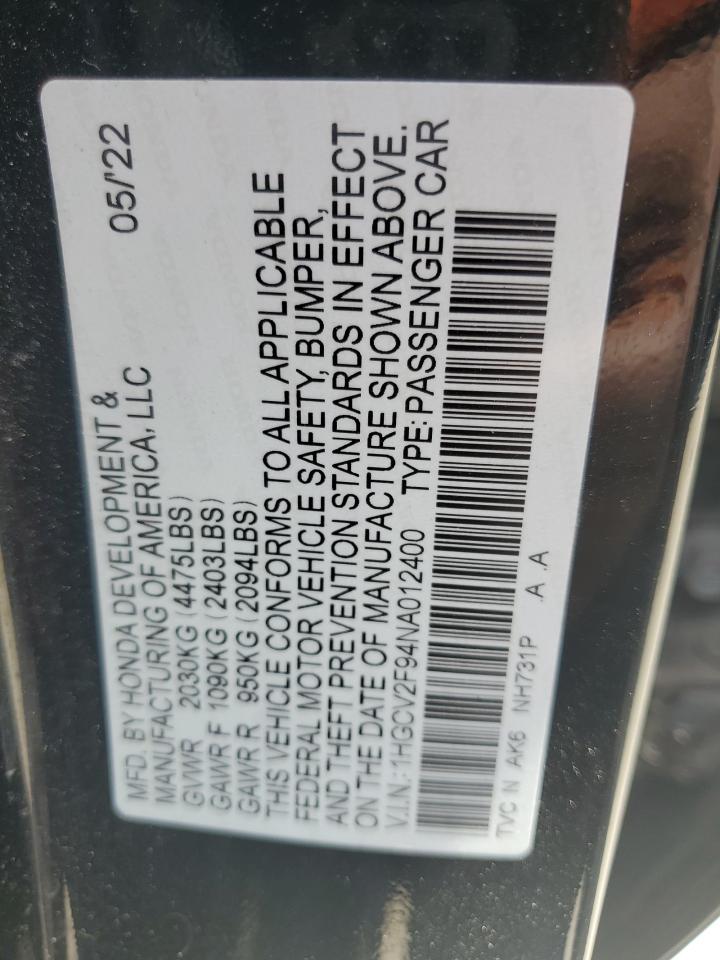 MFD. BY HONDA DEVELOPMENT & 05/'22
MANUFACTURING OF AMERICA, LLC
GVWR 2030KG (4475LBS)
GAWR F 1090KG (2403LBS)
GAWR R 950KG (2094LBS)
THIS VEHICLE CONFORMS TO ALL APPLICABLE
FEDERAL MOTOR VEHICLE SAFETY, BUMPER,
AND THEFT PREVENTION STANDARDS IN EFFECT
ON THE DATE OF MANUFACTURE SHOWN ABOVE.
V.I.N.: 1HGCV2F94NA012400 TYPE: PASSENGER CAR
TVC N AK6 NH731P .A .A